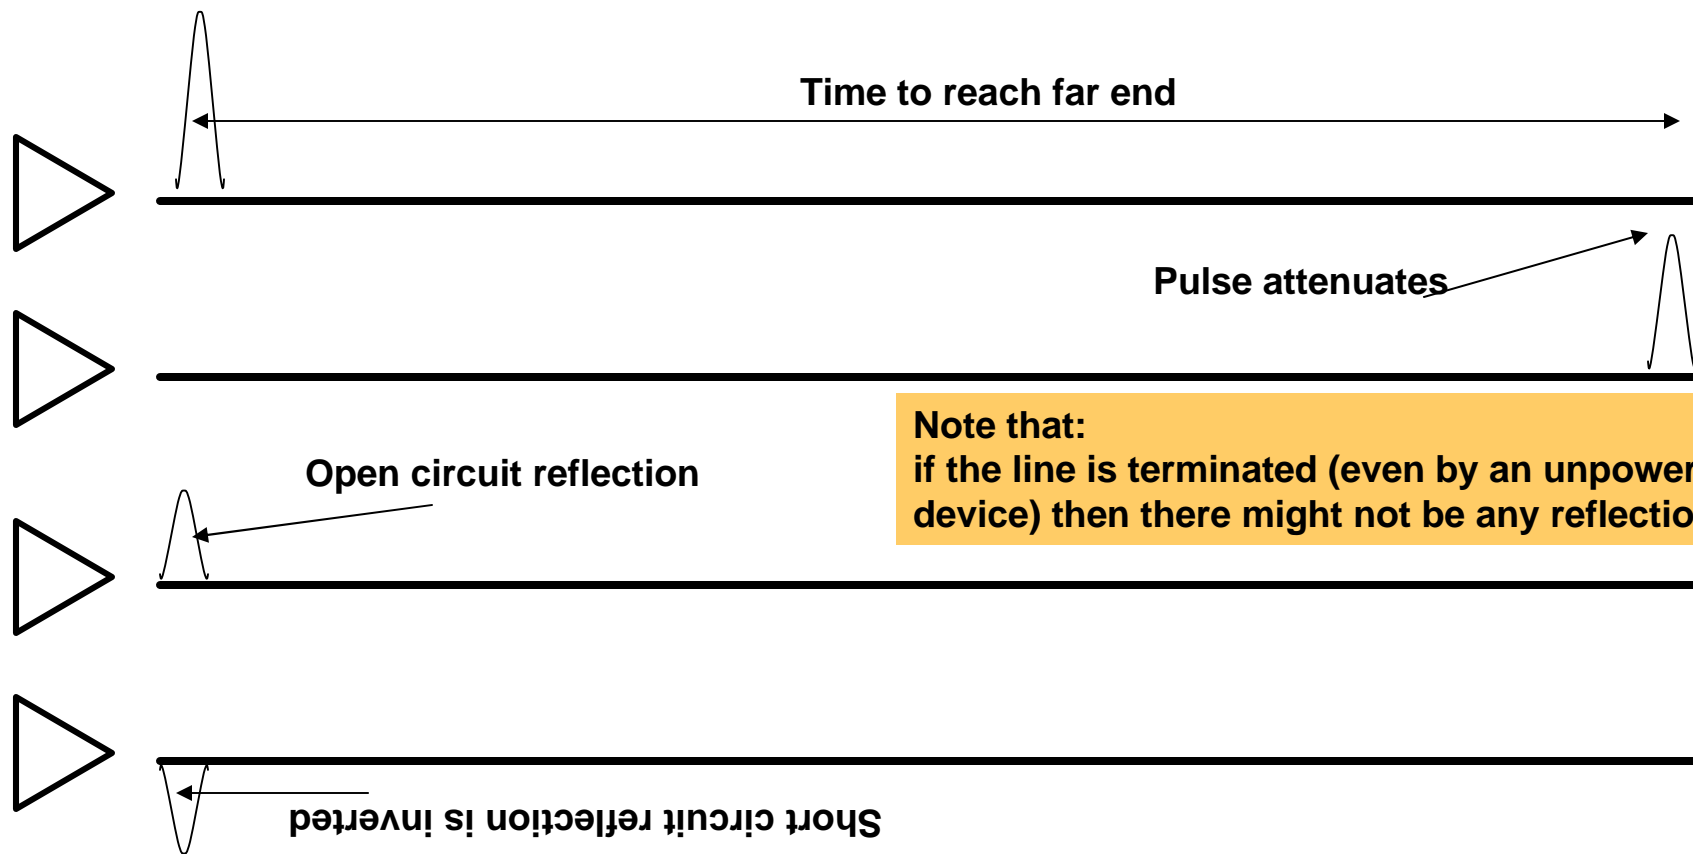 Time to reach far end
Pulse attenuates
Note that:
if the line is terminated (even by an unpower
device) then there might not be any reflectio
Open circuit reflection
Short circuit reflection is inverted